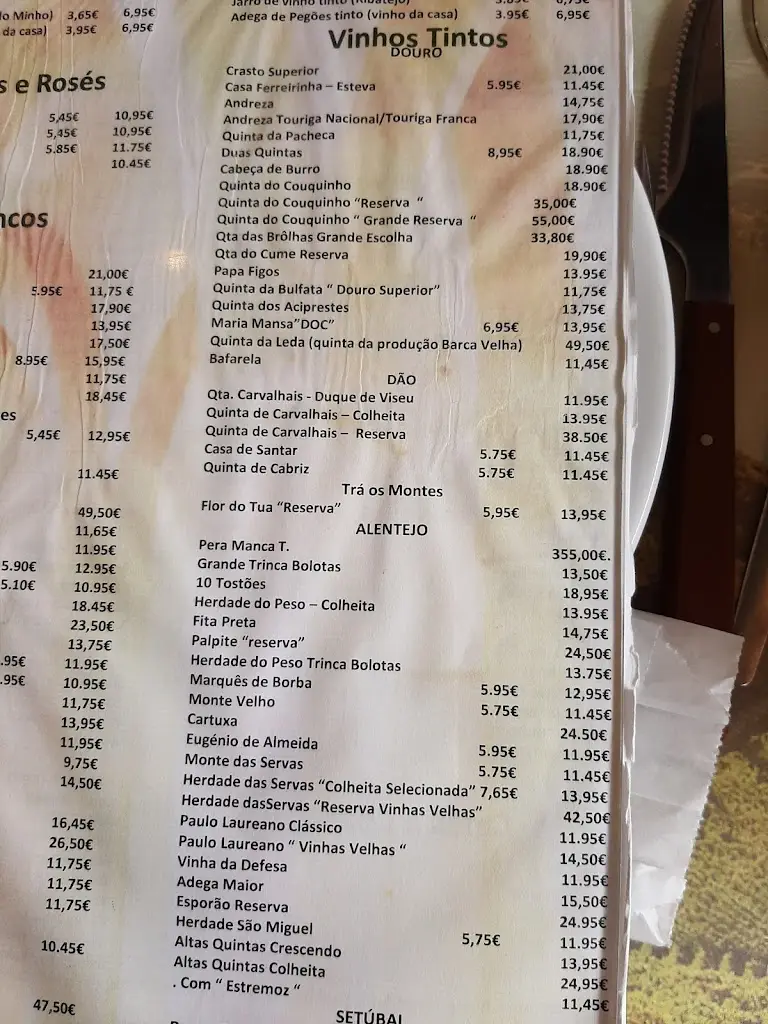 lo Minho) 3,65€ 6,95€
da casa) 3,95€ 6,95€
s e Rosés
5,45€ 10,95€
5,45€ 10,95€
5.85€ 11.75€
10.45€
ncos
21,00€
5.95€ 11,75 €
17,90€
13,95€
17,50€
8.95€ 15,95€
11,75€
18,45€
es
5,45€ 12,95€
11.45€
49,50€
11,65€
11.95€
5.90€ 12.95€
5.10€ 10.95€
18.45€
23,50€
13,75€
.95€ 11.95€
.95€ 10.95€
11,75€
13,95€
11,95€
9,75€
14,50€
16,45€
26,50€
11,75€
11,75€
11,75€
10.45€
47,50€
Adega de Pegões tinto (vinho da casa) 3.95€ 6,95€
Vinhos Tintos
DOURO
Crasto Superior 21,00€
Casa Ferreirinha – Esteva 5.95€ 11.45€
Andreza 14,75€
Andreza Touriga Nacional/Touriga Franca 17,90€
Quinta da Pacheca 11,75€
Duas Quintas 8,95€ 18.90€
Cabeça de Burro 18.90€
Quinta do Couquinho 18.90€
Quinta do Couquinho “Reserva “ 35,00€
Quinta do Couquinho “ Grande Reserva “ 55,00€
Qta das Brôlhas Grande Escolha 33,80€
Qta do Cume Reserva 19,90€
Papa Figos 13.95€
Quinta da Bulfata “ Douro Superior” 11,75€
Quinta dos Aciprestes 13,75€
Maria Mansa”DOC” 6,95€ 13,95€
Quinta da Leda (quinta da produção Barca Velha) 49,50€
Bafarela 11,45€
DÃO
Qta. Carvalhais - Duque de Viseu 11.95€
Quinta de Carvalhais – Colheita 13.95€
Quinta de Carvalhais – Reserva 38.50€
Casa de Santar 5.75€ 11.45€
Quinta de Cabriz 5.75€ 11.45€
Trá os Montes
Flor do Tua “Reserva” 5,95€ 13,95€
ALENTEJO
Pera Manca T. 355,00€.
Grande Trinca Bolotas 13,50€
10 Tostões 18,95€
Herdade do Peso – Colheita 13.95€
Fita Preta 14,75€
Palpite “reserva” 24,50€
Herdade do Peso Trinca Bolotas 13.75€
Marquês de Borba 5.95€ 12,95€
Monte Velho 5.75€ 11.45€
Cartuxa 24.50€
Eugénio de Almeida 5.95€ 11.95€
Monte das Servas 5.75€ 11.45€
Herdade das Servas “Colheita Selecionada” 7,65€ 13,95€
Herdade dasServas “Reserva Vinhas Velhas” 42,50€
Paulo Laureano Clássico 11.95€
Paulo Laureano “ Vinhas Velhas “ 14,50€
Vinha da Defesa 11.95€
Adega Maior 15,50€
Esporão Reserva 24.95€
Herdade São Miguel 5,75€ 11.95€
Altas Quintas Crescendo 13,95€
Altas Quintas Colheita 24,95€
. Com “ Estremoz “ 11,45€
SETÚBAL